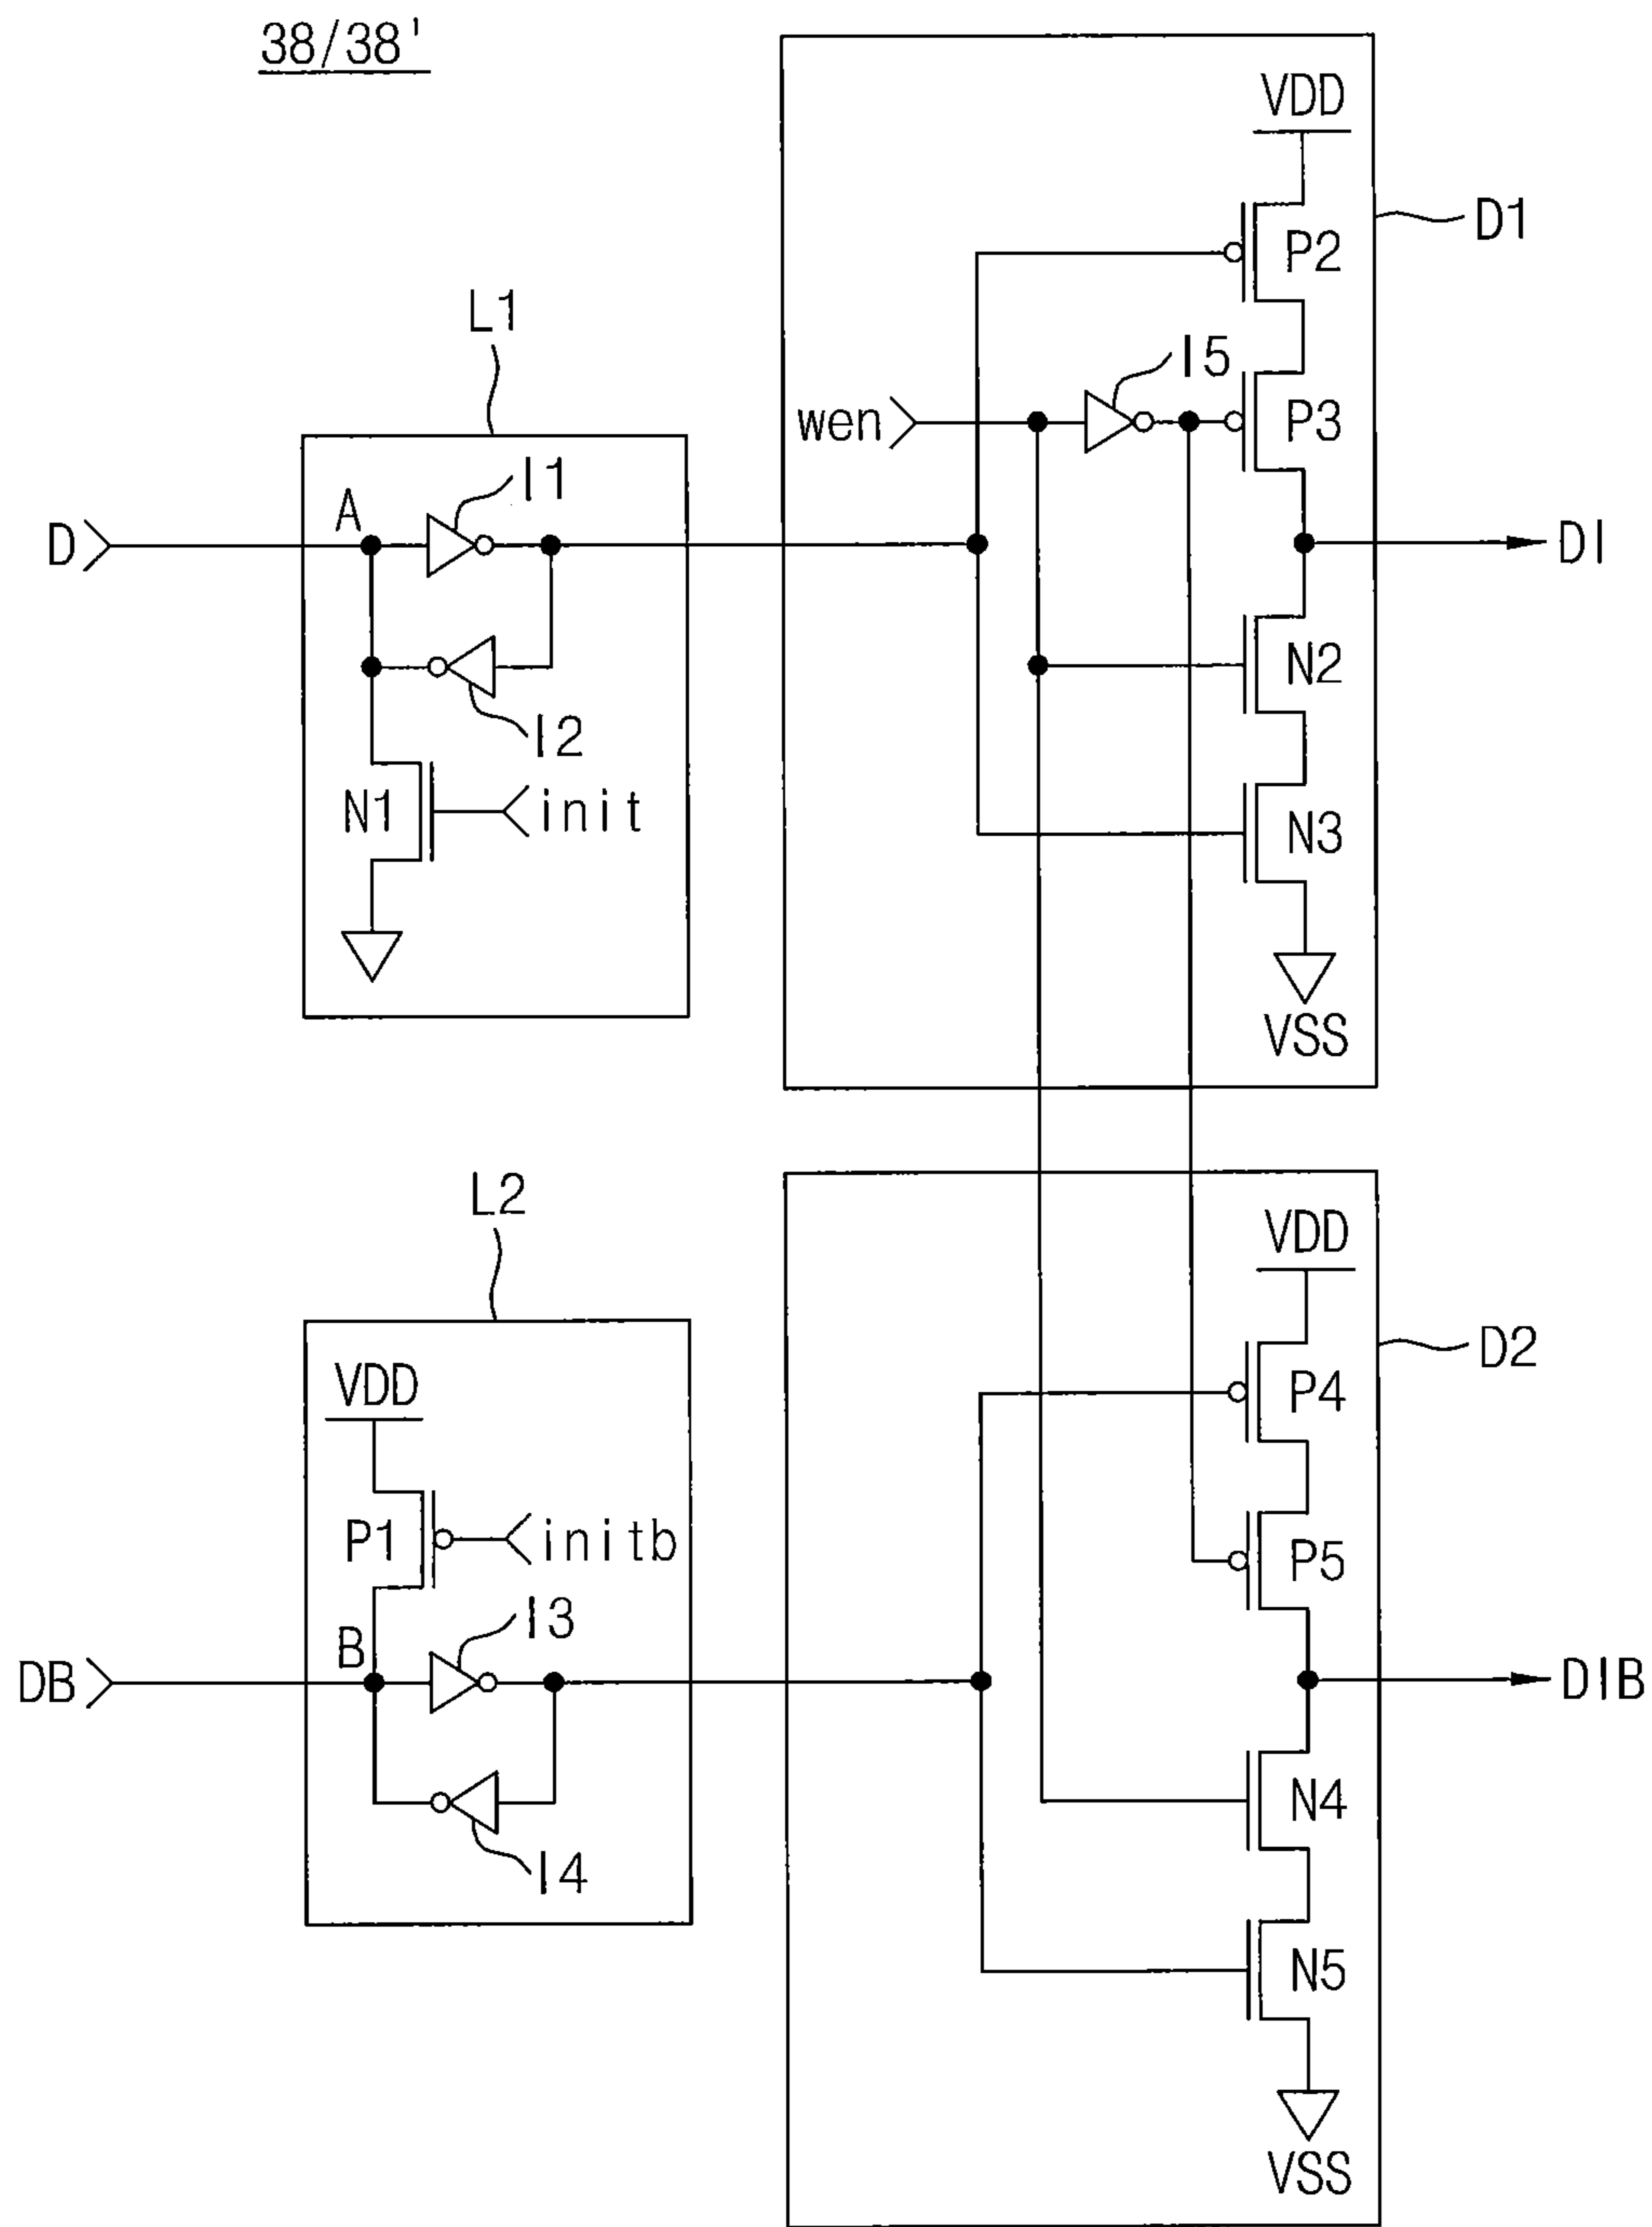 38/38'
VDD
D1
P2
L1
I5
wen
P3
I1
A
D
DI
N2
I2
N1
init
N3
VSS
L2
VDD
D2
VDD
P4
P1
initb
P5
I3
B
DB
DIB
N4
I4
N5
VSS